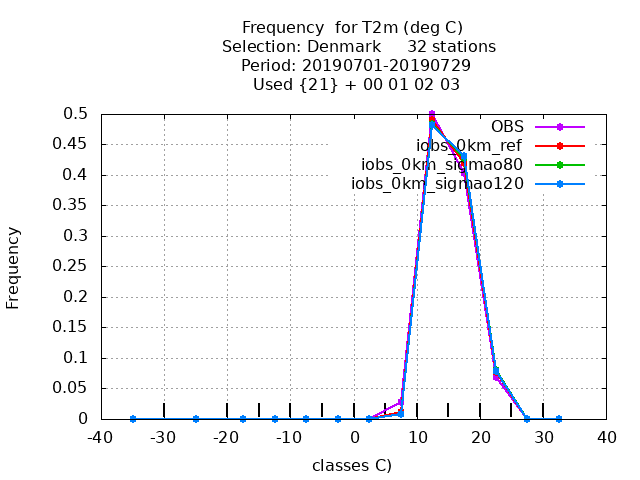 Frequency  for T2m (deg C)
Selection: Denmark     32 stations
Period: 20190701-20190729
Used {21} + 00 01 02 03
OBS
iobs_0km_ref
iobs_0km_sigmao80
iobs_0km_sigmao120
Frequency
0.5
0.45
0.4
0.35
0.3
0.25
0.2
0.15
0.1
0.05
0
-40 -30 -20 -10 0 10 20 30 40
classes C)